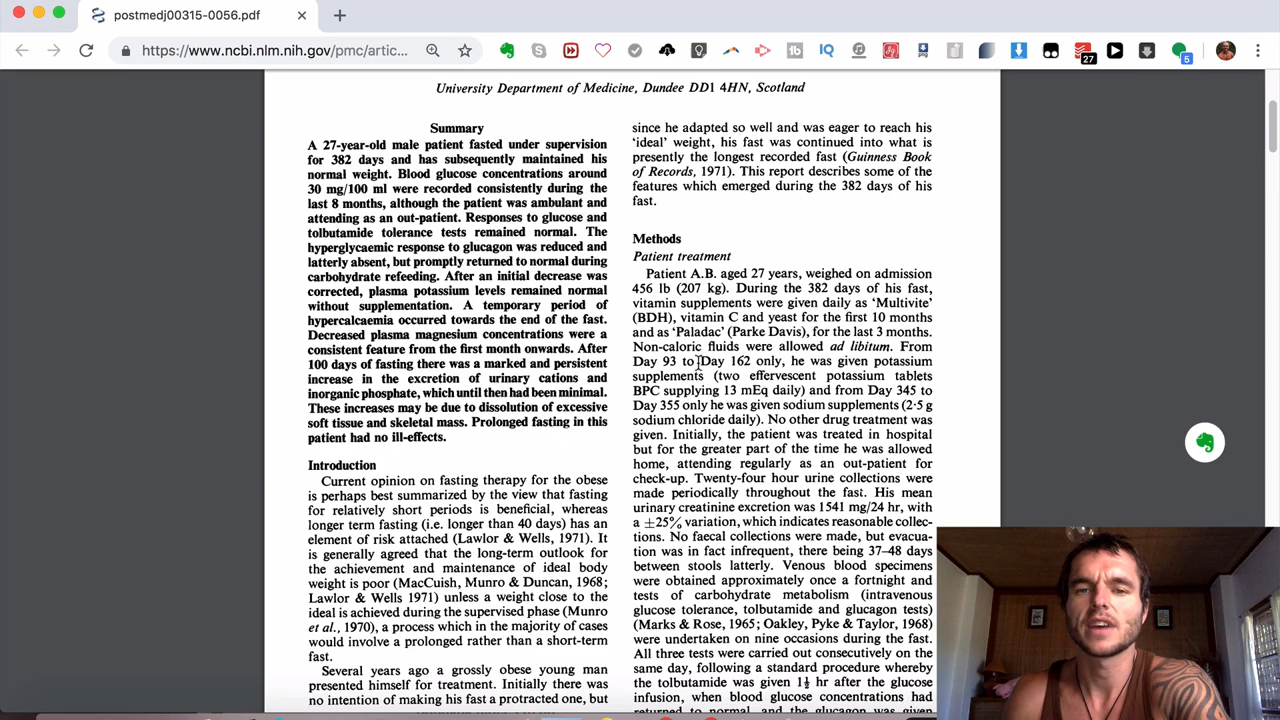 postmedj00315-0056.pdf
https://www.ncbi.nlm.nih.gov/pmc/artic...
27
5
University Department of Medicine, Dundee DD1 4HN, Scotland
Summary
A 27-year-old male patient fasted under supervision
for 382 days and has subsequently maintained his
normal weight. Blood glucose concentrations around
30 mg/100 ml were recorded consistently during the
last 8 months, although the patient was ambulant and
attending as an out-patient. Responses to glucose and
tolbutamide tolerance tests remained normal. The
hyperglycaemic response to glucagon was reduced and
latterly absent, but promptly returned to normal during
carbohydrate refeeding. After an initial decrease was
corrected, plasma potassium levels remained normal
without supplementation. A temporary period of
hypercalcaemia occurred towards the end of the fast.
Decreased plasma magnesium concentrations were a
consistent feature from the first month onwards. After
100 days of fasting there was a marked and persistent
increase in the excretion of urinary cations and
inorganic phosphate, which until then had been minimal.
These increases may be due to dissolution of excessive
soft tissue and skeletal mass. Prolonged fasting in this
patient had no ill-effects.
Introduction
Current opinion on fasting therapy for the obese
is perhaps best summarized by the view that fasting
for relatively short periods is beneficial, whereas
longer term fasting (i.e. longer than 40 days) has an
element of risk attached (Lawlor & Wells, 1971). It
is generally agreed that the long-term outlook for
the achievement and maintenance of ideal body
weight is poor (MacCuish, Munro & Duncan, 1968;
Lawlor & Wells 1971) unless a weight close to the
ideal is achieved during the supervised phase (Munro
et al., 1970), a process which in the majority of cases
would involve a prolonged rather than a short-term
fast.
Several years ago a grossly obese young man
presented himself for treatment. Initially there was
no intention of making his fast a protracted one, but
since he adapted so well and was eager to reach his
'ideal' weight, his fast was continued into what is
presently the longest recorded fast (Guinness Book
of Records, 1971). This report describes some of the
features which emerged during the 382 days of his
fast.
Methods
Patient treatment
Patient A.B. aged 27 years, weighed on admission
456 lb (207 kg). During the 382 days of his fast,
vitamin supplements were given daily as 'Multivite'
(BDH), vitamin C and yeast for the first 10 months
and as 'Paladac' (Parke Davis), for the last 3 months.
Non-caloric fluids were allowed ad libitum. From
Day 93 to Day 162 only, he was given potassium
supplements (two effervescent potassium tablets
BPC supplying 13 mEq daily) and from Day 345 to
Day 355 only he was given sodium supplements (2·5 g
sodium chloride daily). No other drug treatment was
given. Initially, the patient was treated in hospital
but for the greater part of the time he was allowed
home, attending regularly as an out-patient for
check-up. Twenty-four hour urine collections were
made periodically throughout the fast. His mean
urinary creatinine excretion was 1541 mg/24 hr, with
a ±25% variation, which indicates reasonable collec-
tions. No faecal collections were made, but evacua-
tion was in fact infrequent, there being 37–48 days
between stools latterly. Venous blood specimens
were obtained approximately once a fortnight and
tests of carbohydrate metabolism (intravenous
glucose tolerance, tolbutamide and glucagon tests)
(Marks & Rose, 1965; Oakley, Pyke & Taylor, 1968)
were undertaken on nine occasions during the fast.
All three tests were carried out consecutively on the
same day, following a standard procedure whereby
the tolbutamide was given 1½ hr after the glucose
infusion, when blood glucose concentrations had
returned to normal, and the glucagon was given